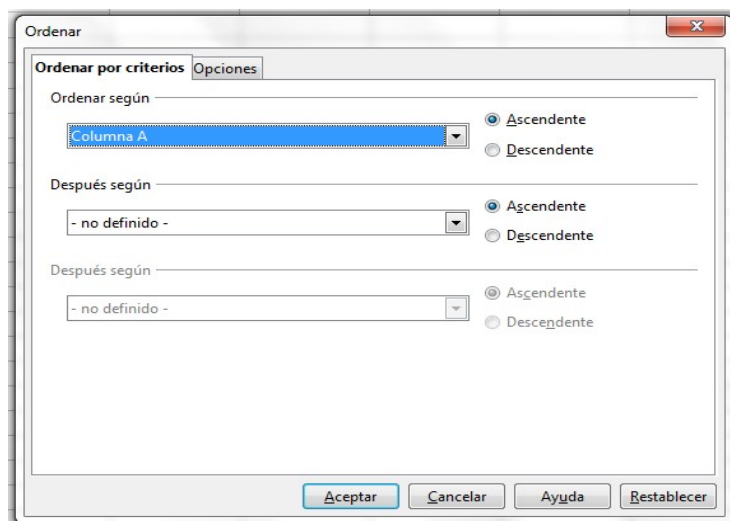 Ordenar
Ordenar por criterios Opciones
Ordenar según
Columna A
Ascendente
Descendente
Después según
- no definido -
Ascendente
Descendente
Después según
- no definido -
Ascendente
Descendente
Aceptar Cancelar Ayuda Restablecer